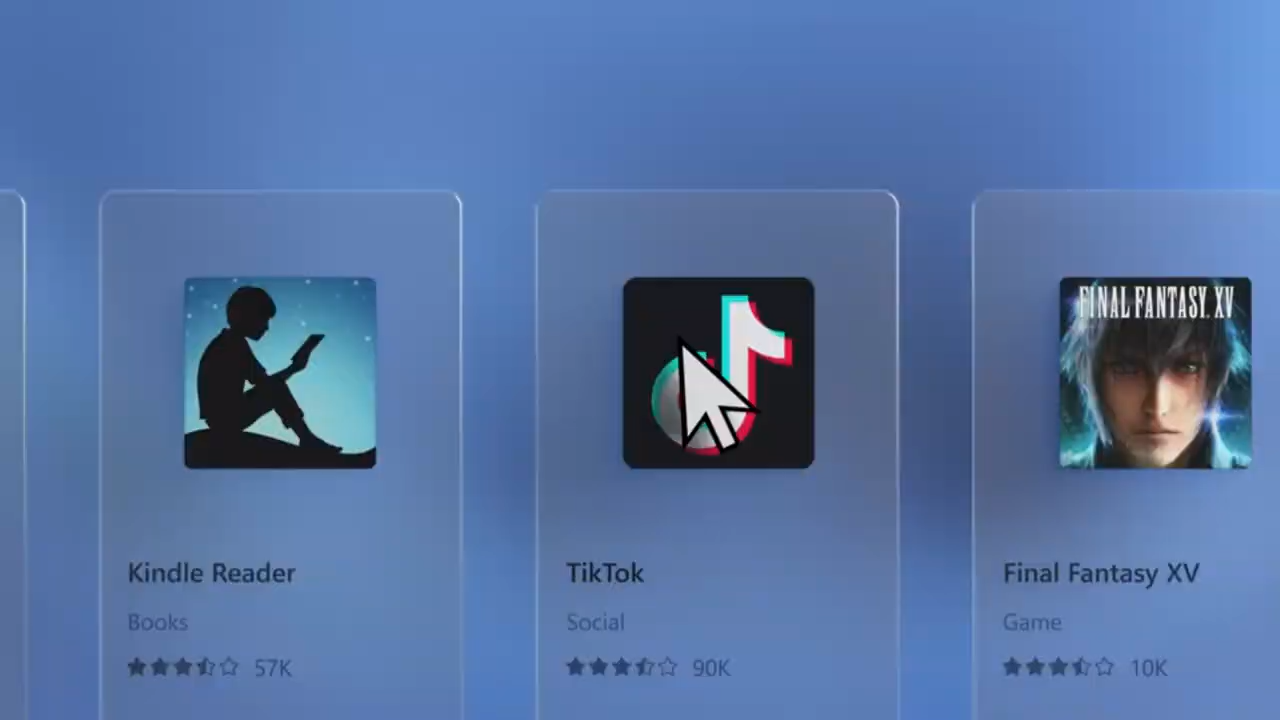 FINAL FANTASY XV
Kindle Reader
Books
57K
TikTok
Social
90K
Final Fantasy XV
Game
10K